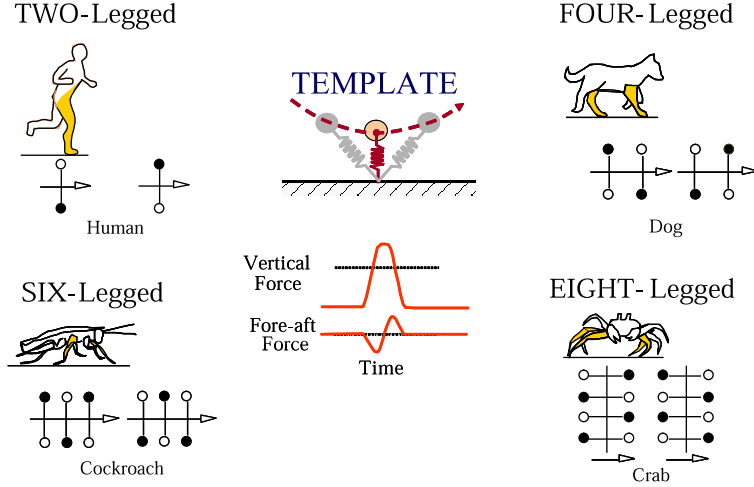 TWO-Legged
Human
TEMPLATE
FOUR-Legged
Dog
SIX-Legged
Cockroach
Vertical
Force
Fore-aft
Force
Time
EIGHT-Legged
Crab